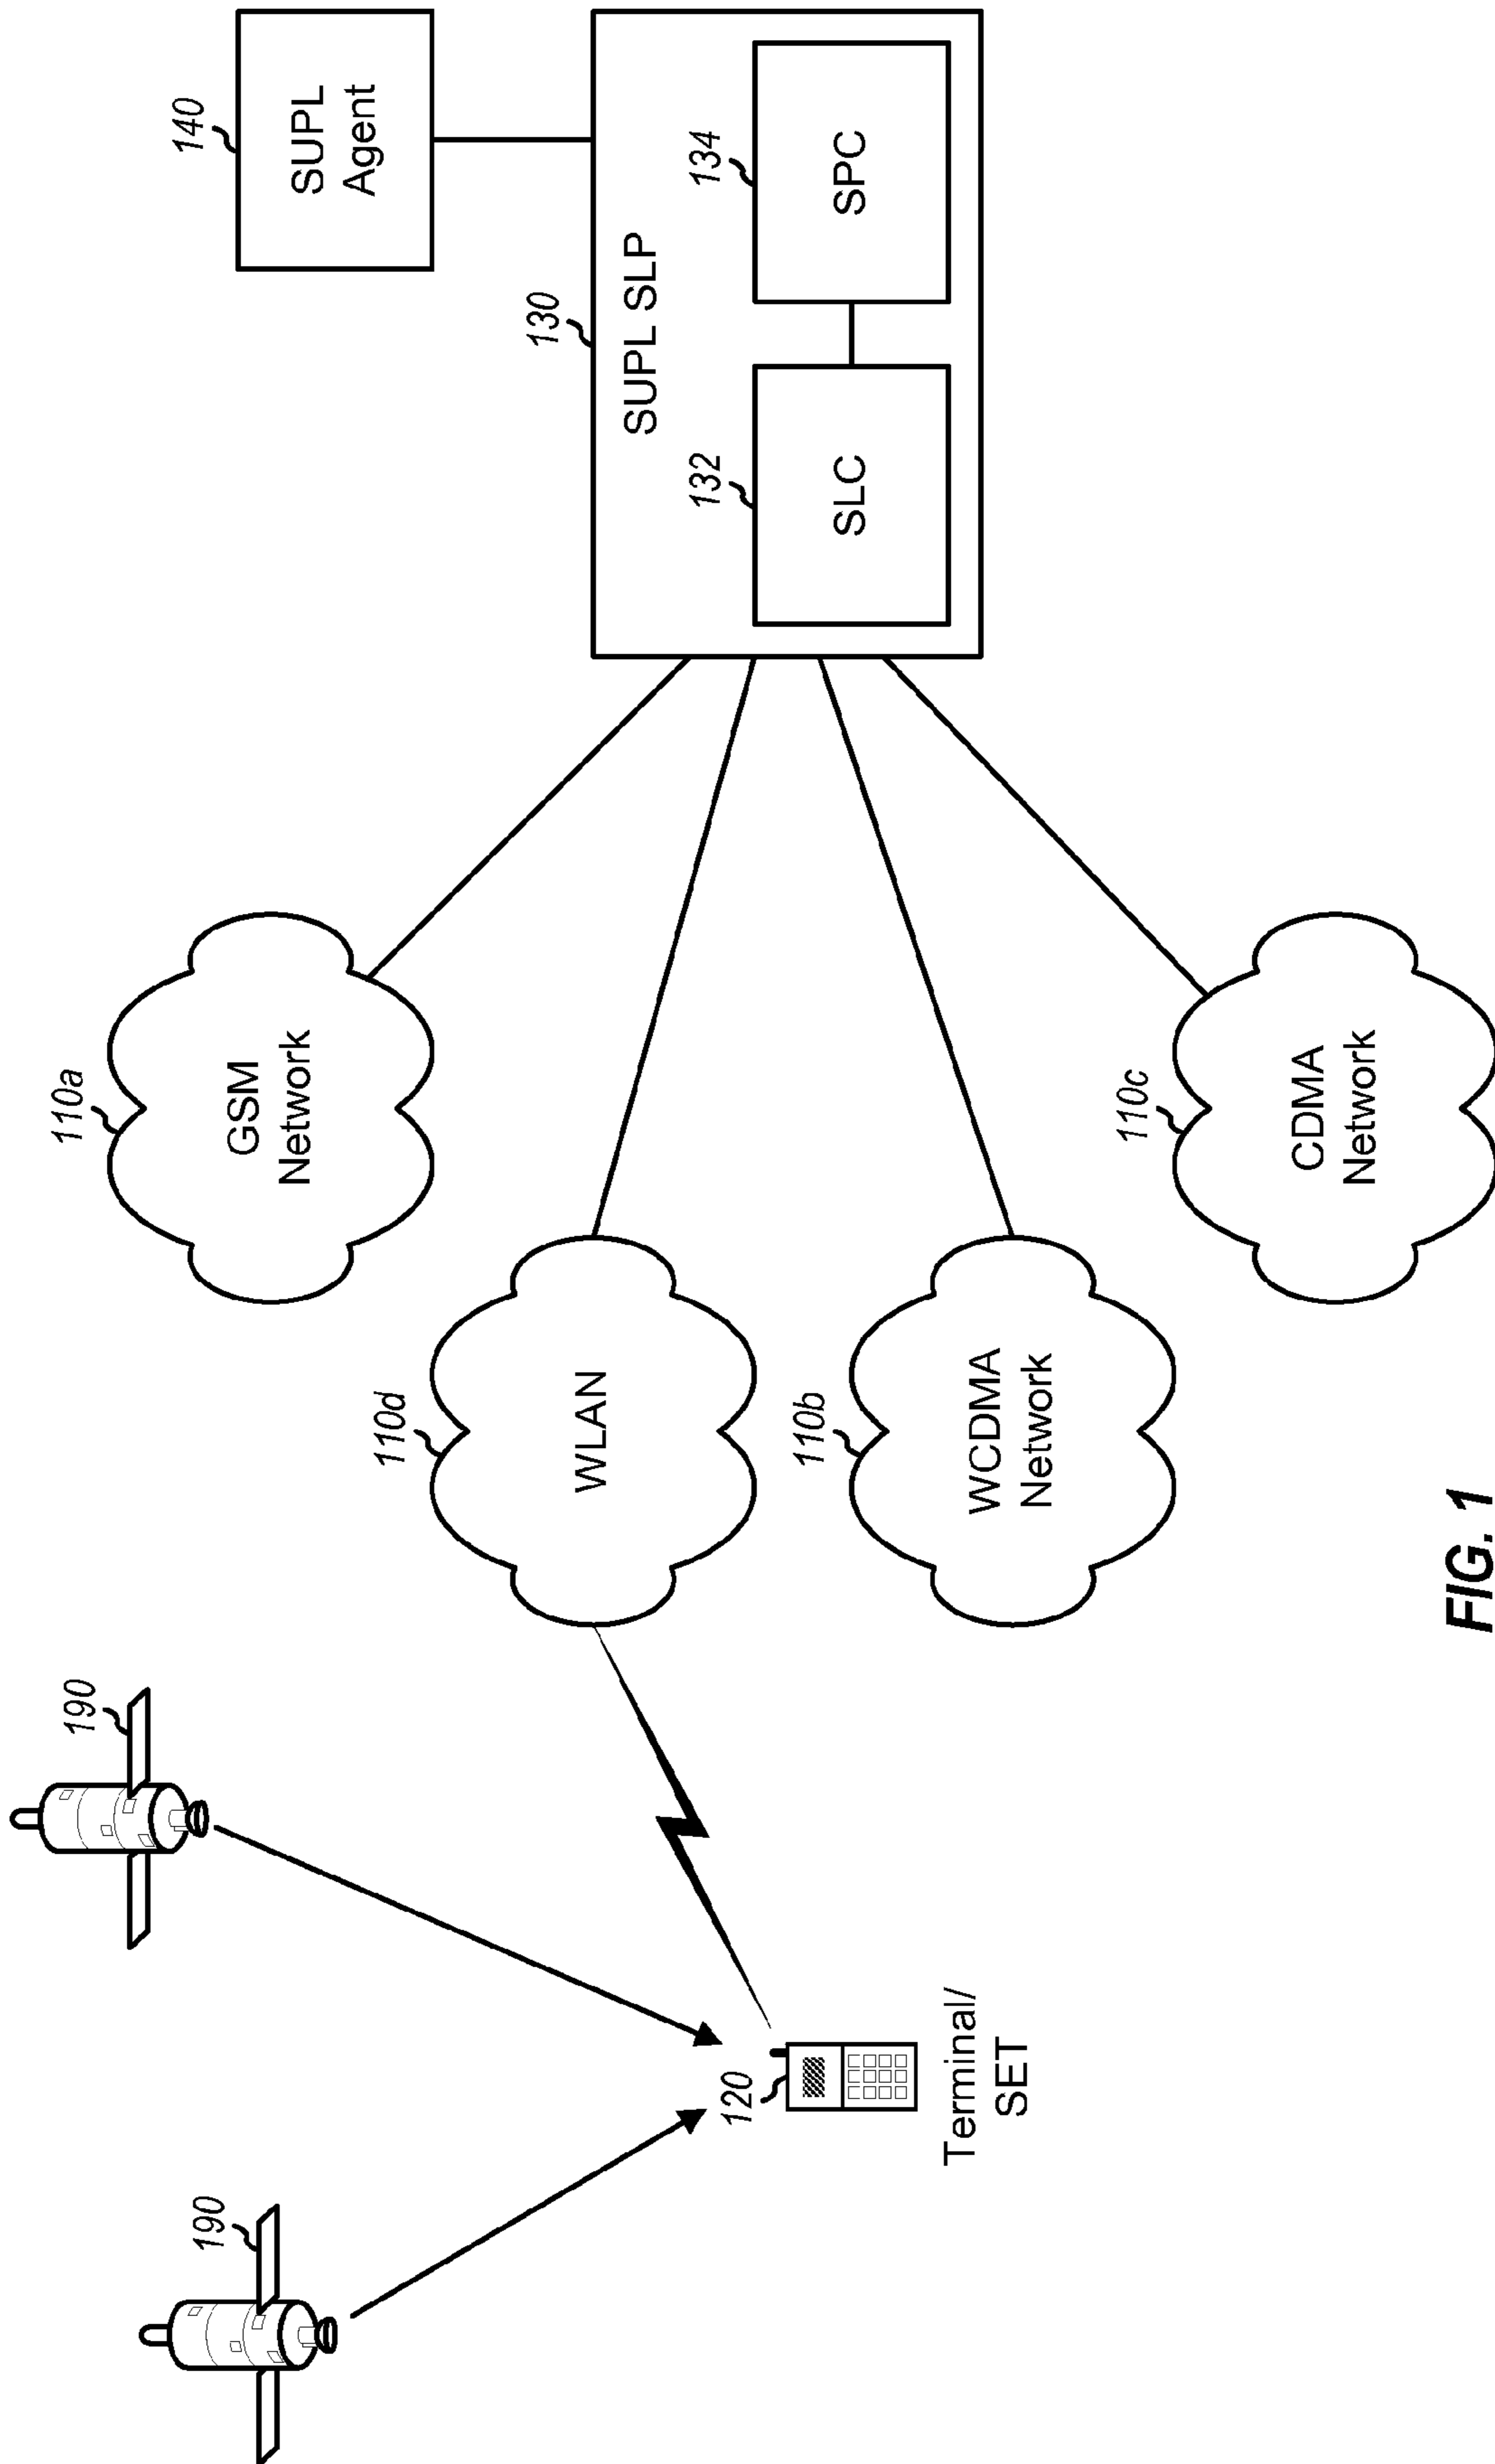 190
190
120
Terminal/
SET
110a
GSM
Network
110d
WLAN
110b
WCDMA
Network
110c
CDMA
Network
140
SUPL
Agent
130
SUPL SLP
132
SLC
134
SPC
FIG. 1